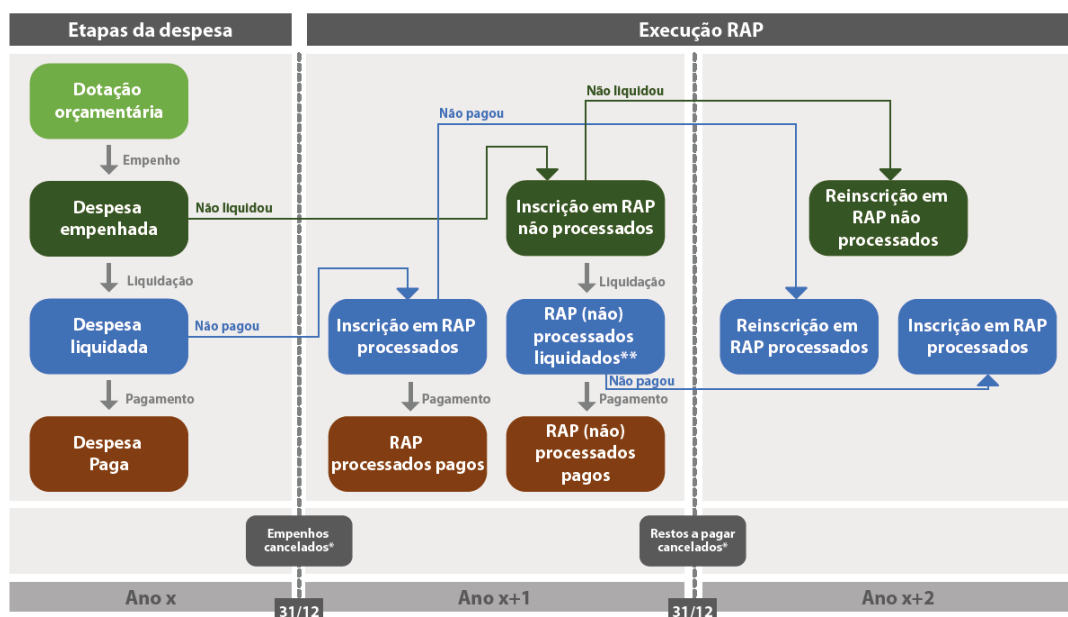 Etapas da despesa
Execução RAP
Dotação
orçamentária
Empenho
Despesa
empenhada
Não liquidou
Liquidação
Despesa
liquidada
Não pagou
Pagamento
Despesa
Paga
Não pagou
Não liquidou
Inscrição em RAP
não processados
Liquidação
Inscrição em RAP
processados
RAP (não)
processados
liquidados**
Não pagou
Pagamento
Pagamento
RAP
processados pagos
RAP (não)
processados
pagos
Reinscrição em
RAP não
processados
Reinscrição em
RAP processados
Inscrição em RAP
processados
Empenhos
cancelados*
Restos a pagar
cancelados*
Ano x
31/12
Ano x+1
31/12
Ano x+2